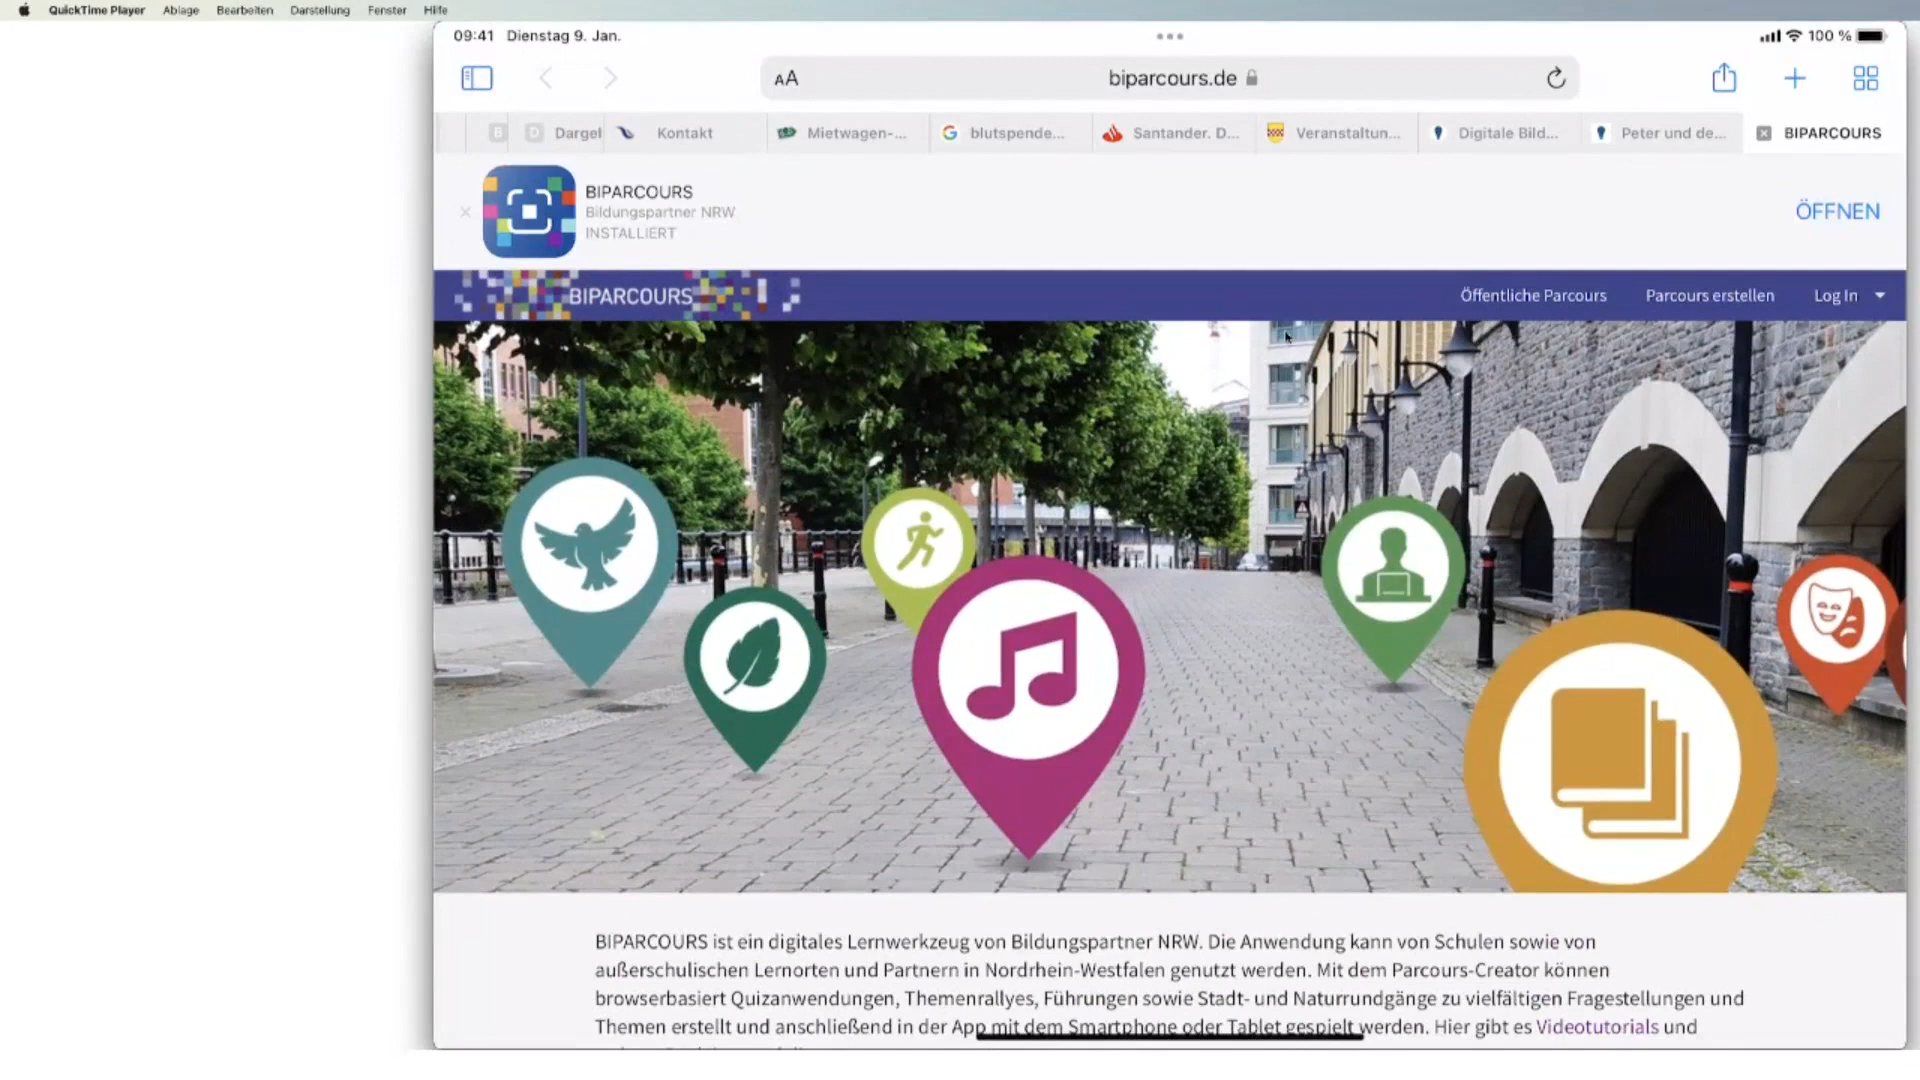 QuickTime Player Ablage Bearbeiten Darstellung Fenster Hilfe
09:41 Dienstag 9. Jan.
100 %
AA
biparcours.de
B
D Dargel
Kontakt
Mietwagen-...
blutspende...
Santander. D...
Veranstaltun...
Digitale Bild...
Peter und de...
BIPARCOURS
BIPARCOURS
Bildungspartner NRW
INSTALLIERT
ÖFFNEN
BIPARCOURS
Öffentliche Parcours
Parcours erstellen
Log In
BIPARCOURS ist ein digitales Lernwerkzeug von Bildungspartner NRW. Die Anwendung kann von Schulen sowie von
außerschulischen Lernorten und Partnern in Nordrhein-Westfalen genutzt werden. Mit dem Parcours-Creator können
browserbasiert Quizanwendungen, Themenrallyes, Führungen sowie Stadt- und Naturrundgänge zu vielfältigen Fragestellungen und
Themen erstellt und anschließend in der App mit dem Smartphone oder Tablet gespielt werden. Hier gibt es Videotutorials und